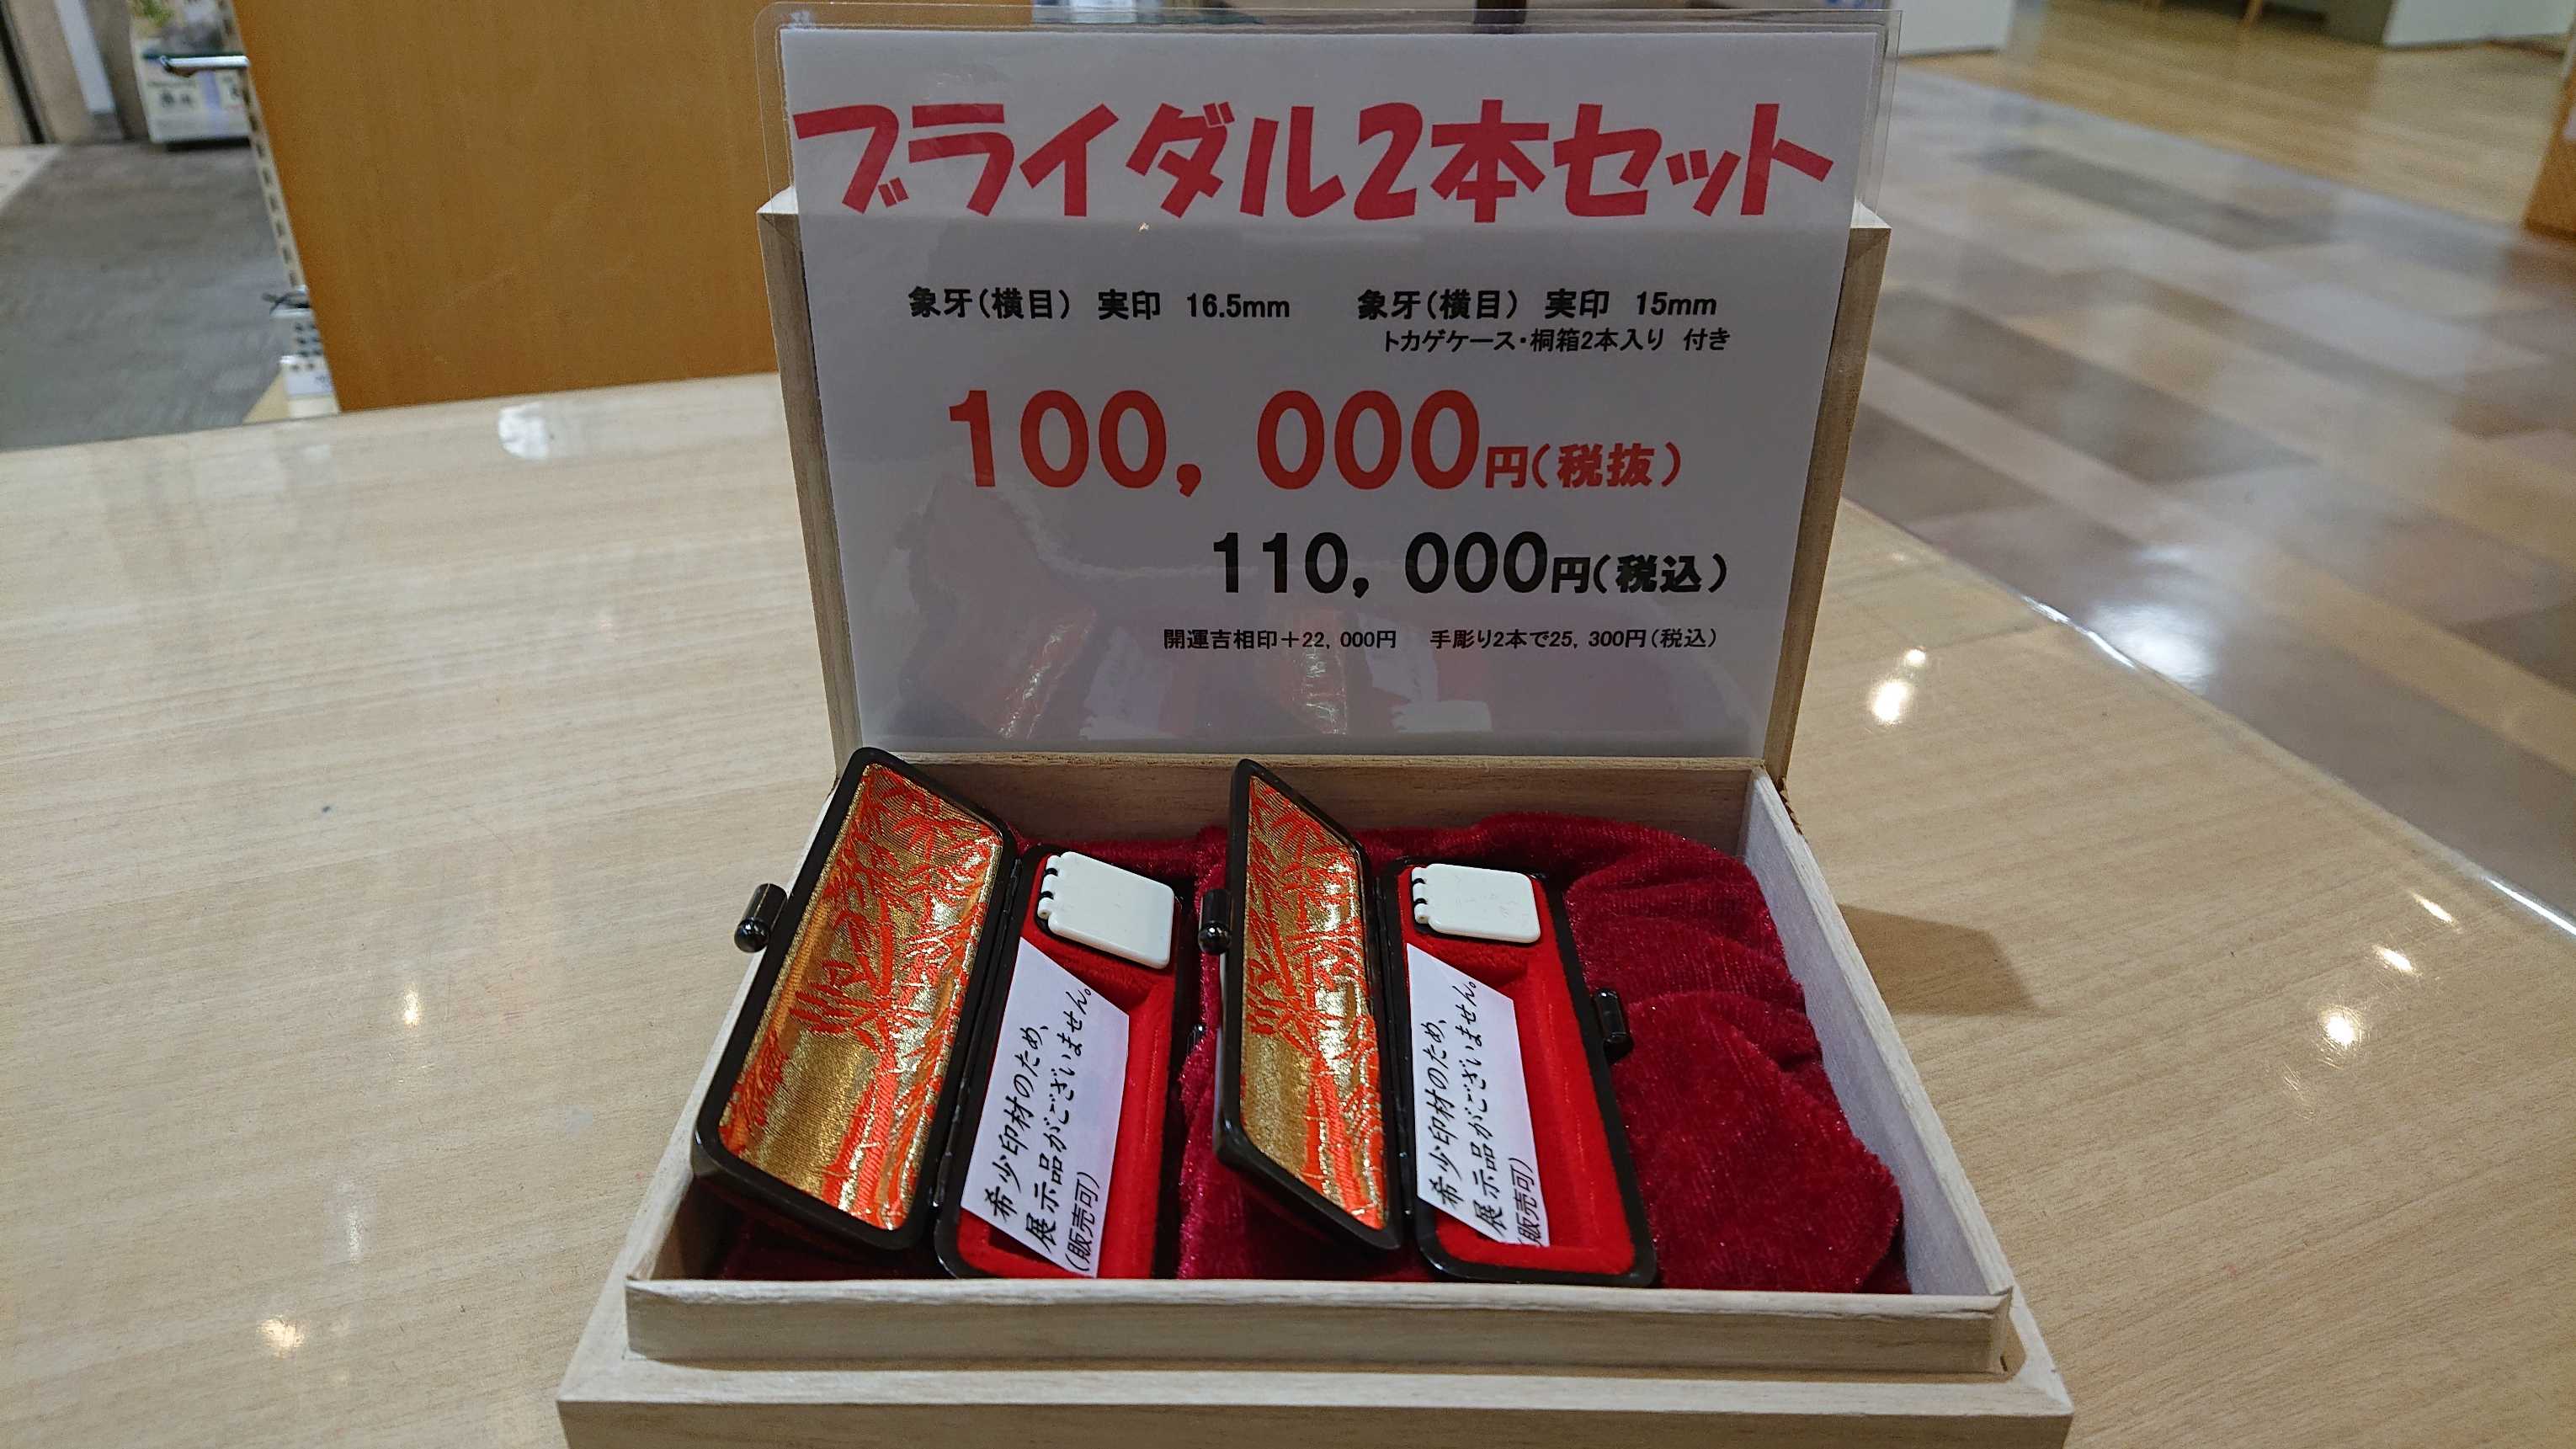 ブライダル2本セット
象牙(横目) 実印 16.5mm 象牙(横目) 実印 15mm
トカゲケース・桐箱2本入り 付き
100,000円(税抜)
110,000円(税込)
開運吉相印+22,000円 手彫り2本で25,300円(税込)
希少印材のため、
展示品がございません。
(販売可)
希少印材のため、
展示品がございません。
(販売可)